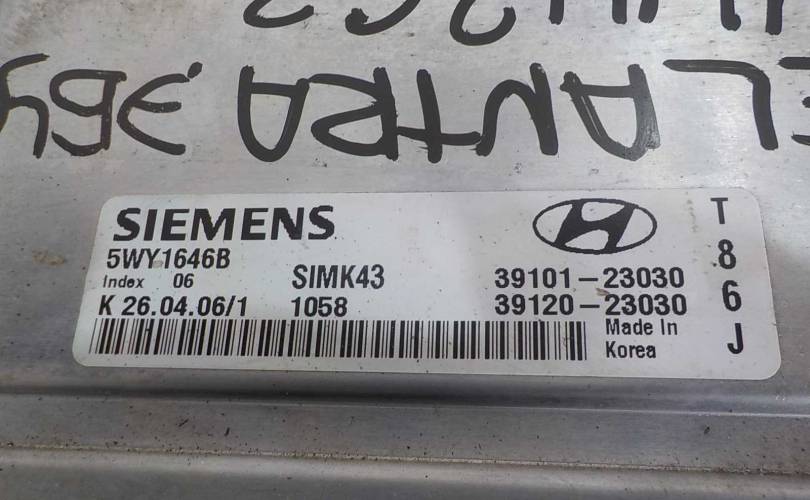 ELANTRA ЭБУ
SIEMENS
5WY1646B
Index 06
SIMK43
39101-23030
K 26.04.06/1
1058
39120-23030
Made In
Korea
T
8
6
J